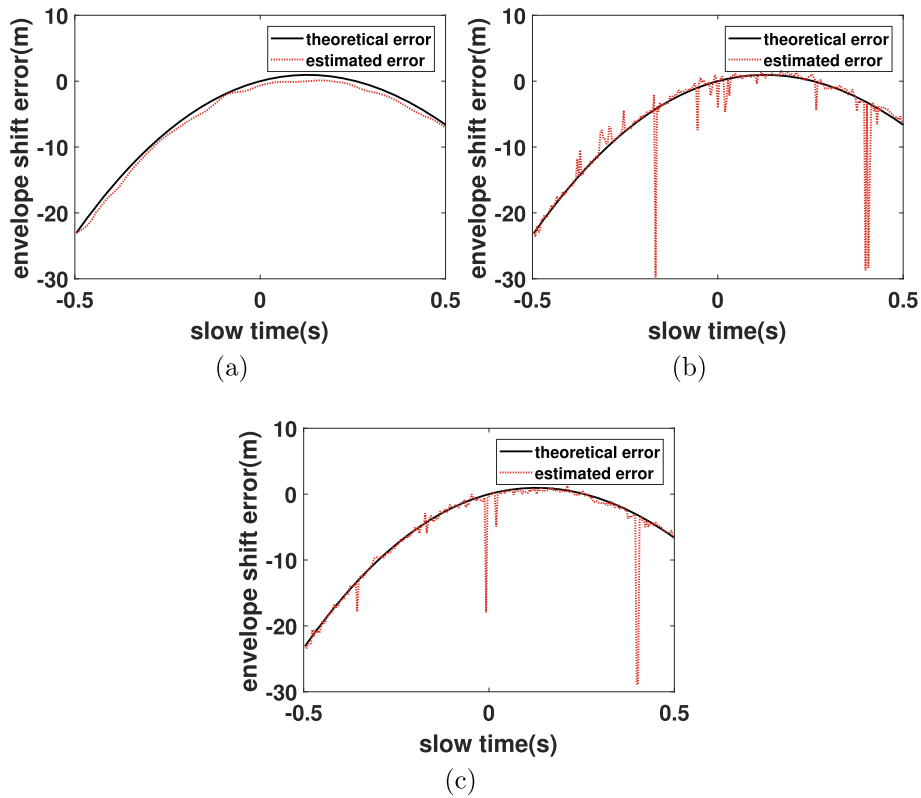 10
0
-10
-20
-30
-0.5 0 0.5
envelope shift error(m)
slow time(s)
theoretical error
estimated error
(a)
10
0
-10
-20
-30
-0.5 0 0.5
envelope shift error(m)
slow time(s)
theoretical error
estimated error
(b)
10
0
-10
-20
-30
-0.5 0 0.5
envelope shift error(m)
slow time(s)
theoretical error
estimated error
(c)